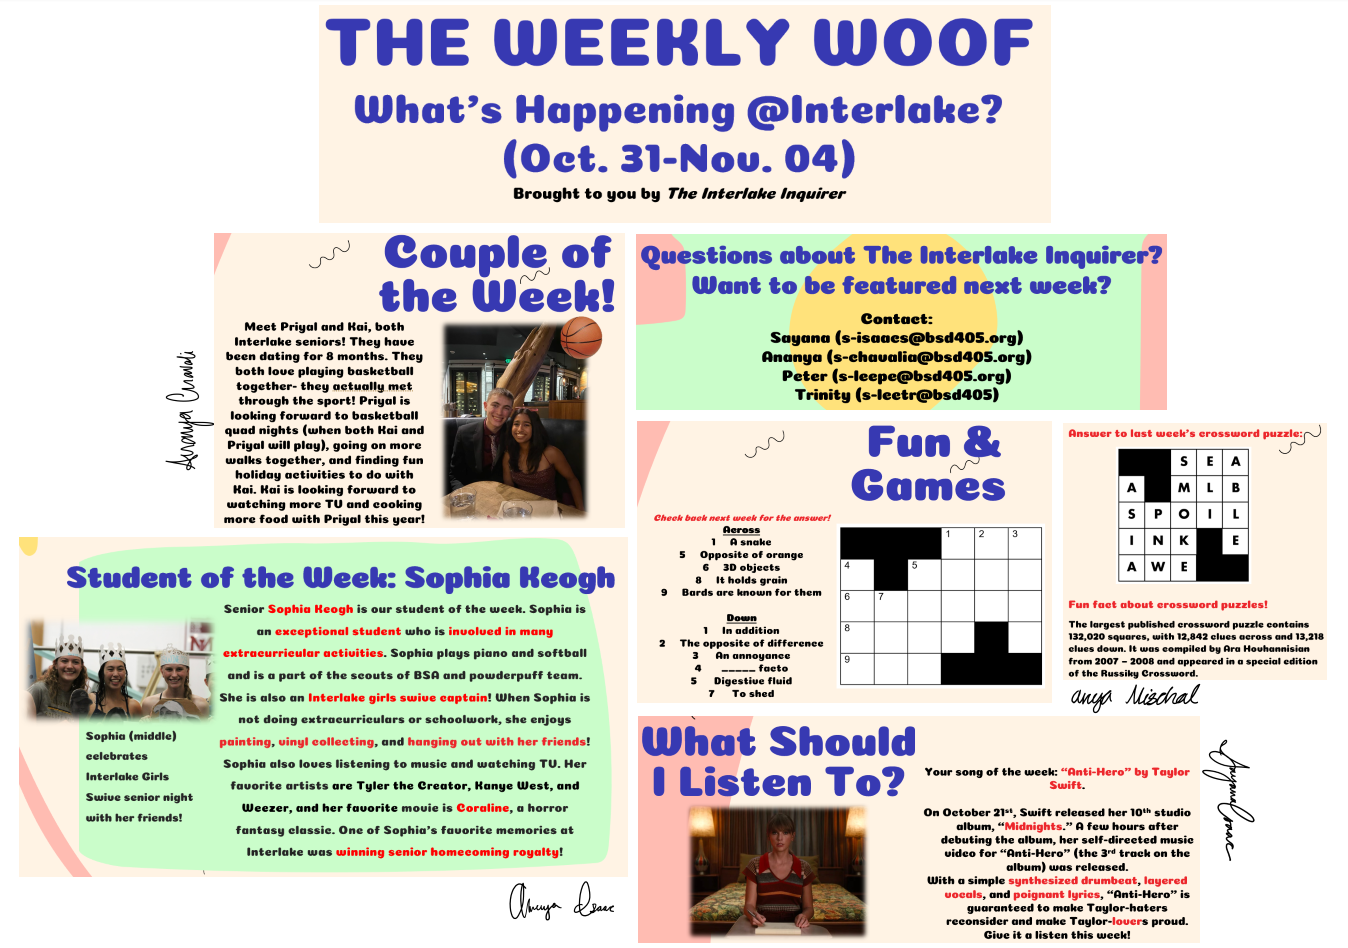 THE WEEKLY WOOF
What's Happening @Interlake?
(Oct. 31-Nov. 04)
Brought to you by The Interlake Inquirer
Couple of
the Week!
Meet Priyal and Kai, both
Interlake seniors! They have
been dating for 8 months. They
both love playing basketball
together- they actually met
through the sport! Priyal is
looking forward to basketball
quad nights (when both Kai and
Priyal will play), going on more
walks together, and finding fun
holiday activities to do with
Kai. Kai is looking forward to
watching more TV and cooking
more food with Priyal this year!
Questions about The Interlake Inquirer?
Want to be featured next week?
Contact:
Sayana (s-isaacs@bsd405.org)
Ananya (s-chavalia@bsd405.org)
Peter (s-leepe@bsd405.org)
Trinity (s-leetr@bsd405)
Student of the Week: Sophia Keogh
Senior Sophia Keogh is our student of the week. Sophia is
an exceptional student who is involved in many
extracurricular activities. Sophia plays piano and softball
and is a part of the scouts of BSA and powderpuff team.
She is also an Interlake girls swive captain! When Sophia is
not doing extracurriculars or schoolwork, she enjoys
painting, vinyl collecting, and hanging out with her friends!
Sophia also loves listening to music and watching TV. Her
favorite artists are Tyler the Creator, Kanye West, and
Weezer, and her favorite movie is Coraline, a horror
fantasy classic. One of Sophia's favorite memories at
Interlake was winning senior homecoming royalty!
Sophia (middle)
celebrates
Interlake Girls
Swive senior night
with her friends!
Fun &
Games
Check back next week for the answer!
Across
1 A snake
5 Opposite of orange
6 3D objects
8 It holds grain
9 Bards are known for them
Down
1 In addition
2 The opposite of difference
3 An annoyance
4 _____ facto
5 Digestive fluid
7 To shed
1 2 3
4 5
6 7
8
9
Answer to last week's crossword puzzle:
S E A
A M L B
S P O I L
I N K E
A W E
Fun fact about crossword puzzles!
The largest published crossword puzzle contains
132,020 squares, with 12,842 clues across and 13,218
clues down. It was compiled by Ara Hovhannisian
from 2007 – 2008 and appeared in a special edition
of the Russiky Crossword.
What Should
I Listen To?
Your song of the week: "Anti-Hero" by Taylor
Swift.
On October 21st, Swift released her 10th studio
album, "Midnights." A few hours after
debuting the album, her self-directed music
video for "Anti-Hero" (the 3rd track on the
album) was released.
With a simple synthesized drumbeat, layered
vocals, and poignant lyrics, "Anti-Hero" is
guaranteed to make Taylor-haters
reconsider and make Taylor-lovers proud.
Give it a listen this week!